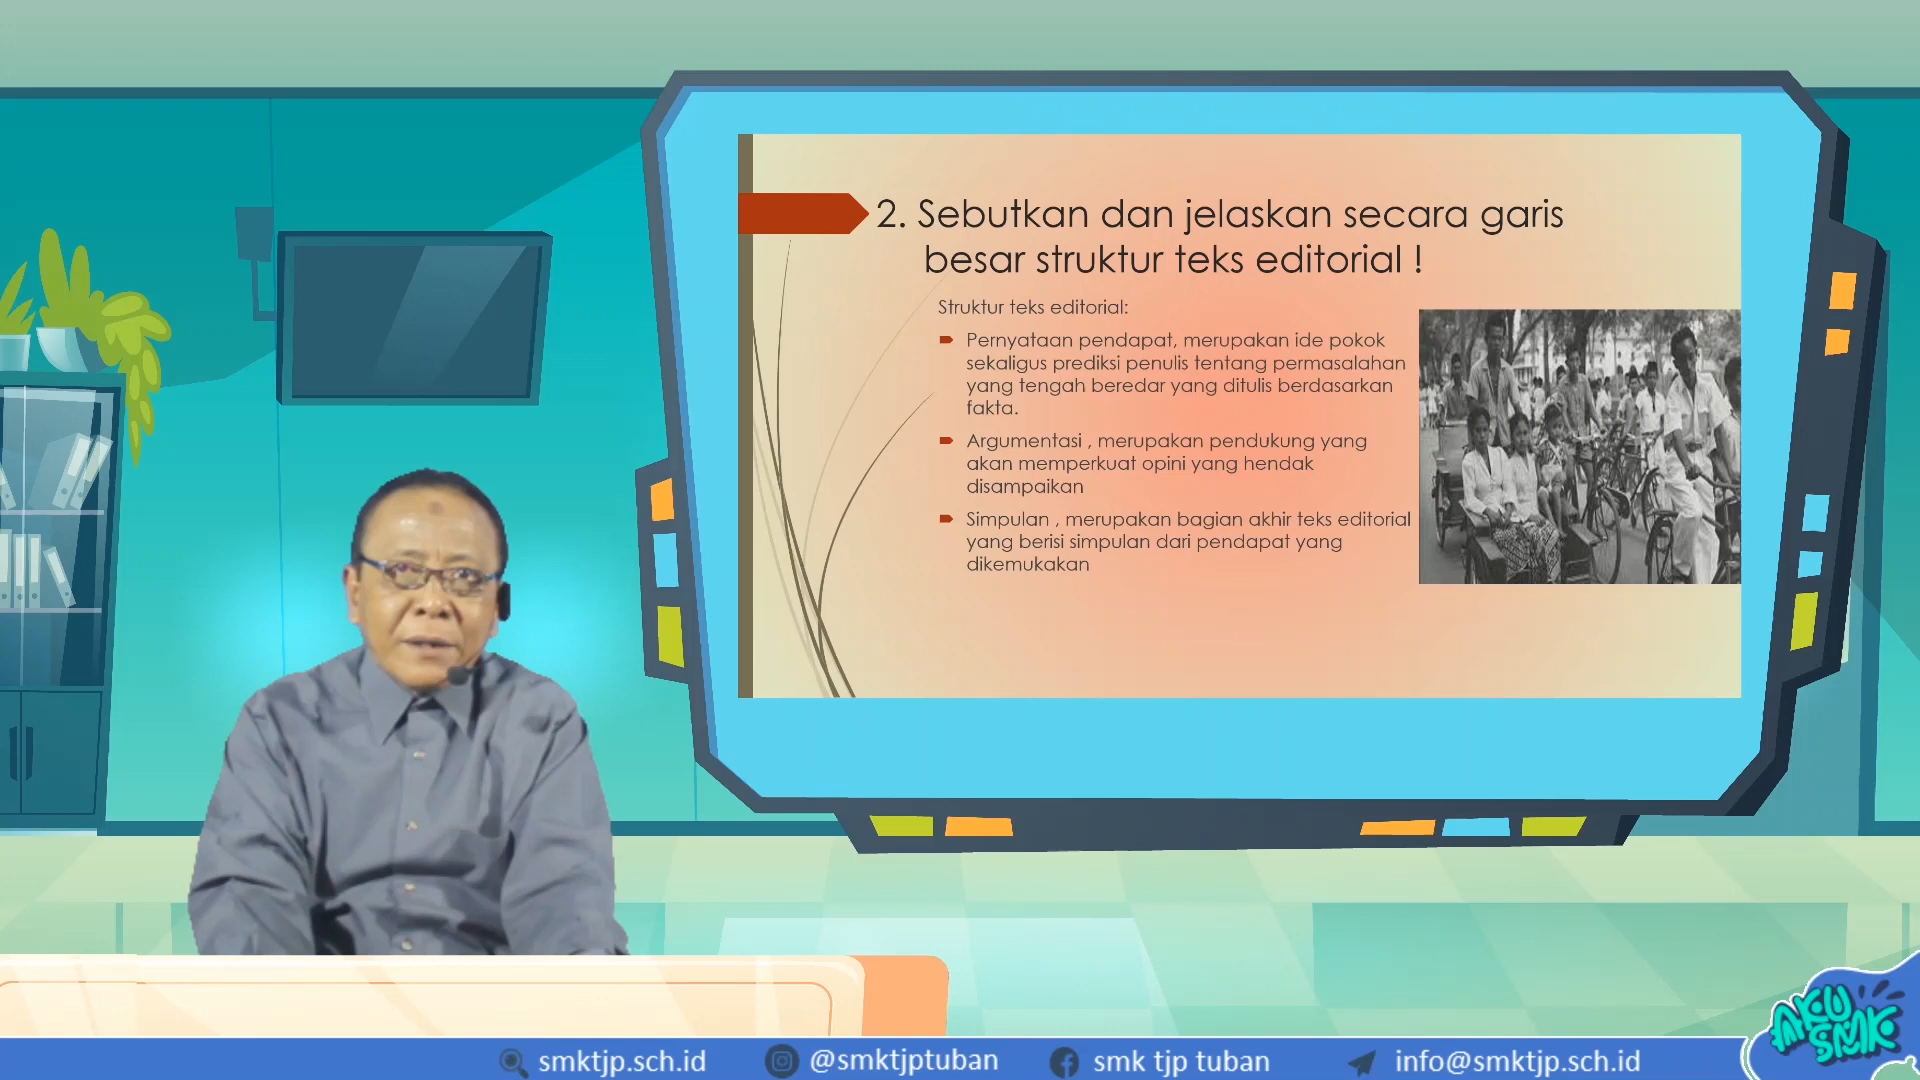 2. Sebutkan dan jelaskan secara garis
besar struktur teks editorial !
Struktur teks editorial:
Pernyataan pendapat, merupakan ide pokok
sekaligus prediksi penulis tentang permasalahan
yang tengah beredar yang ditulis berdasarkan
fakta.
Argumentasi , merupakan pendukung yang
akan memperkuat opini yang hendak
disampaikan
Simpulan , merupakan bagian akhir teks editorial
yang berisi simpulan dari pendapat yang
dikemukakan
smktjp.sch.id @smktjptuban smk tjp tuban info@smktjp.sch.id
AKU
SMK